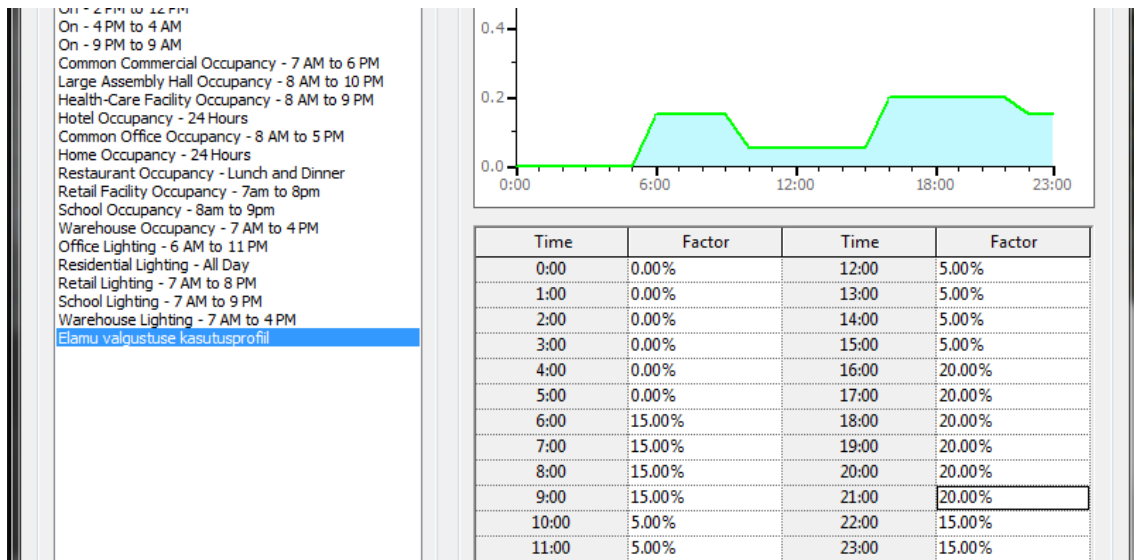 On - 2 PM to 12 PM
On - 4 PM to 4 AM
On - 9 PM to 9 AM
Common Commercial Occupancy - 7 AM to 6 PM
Large Assembly Hall Occupancy - 8 AM to 10 PM
Health-Care Facility Occupancy - 8 AM to 9 PM
Hotel Occupancy - 24 Hours
Common Office Occupancy - 8 AM to 5 PM
Home Occupancy - 24 Hours
Restaurant Occupancy - Lunch and Dinner
Retail Facility Occupancy - 7am to 8pm
School Occupancy - 8am to 9pm
Warehouse Occupancy - 7 AM to 4 PM
Office Lighting - 6 AM to 11 PM
Residential Lighting - All Day
Retail Lighting - 7 AM to 8 PM
School Lighting - 7 AM to 9 PM
Warehouse Lighting - 7 AM to 4 PM
Elamu valgustuse kasutusprofiil
0.4
0.2
0.0
0:00 6:00 12:00 18:00 23:00
Time Factor Time Factor
0:00 0.00% 12:00 5.00%
1:00 0.00% 13:00 5.00%
2:00 0.00% 14:00 5.00%
3:00 0.00% 15:00 5.00%
4:00 0.00% 16:00 20.00%
5:00 0.00% 17:00 20.00%
6:00 15.00% 18:00 20.00%
7:00 15.00% 19:00 20.00%
8:00 15.00% 20:00 20.00%
9:00 15.00% 21:00 20.00%
10:00 5.00% 22:00 15.00%
11:00 5.00% 23:00 15.00%